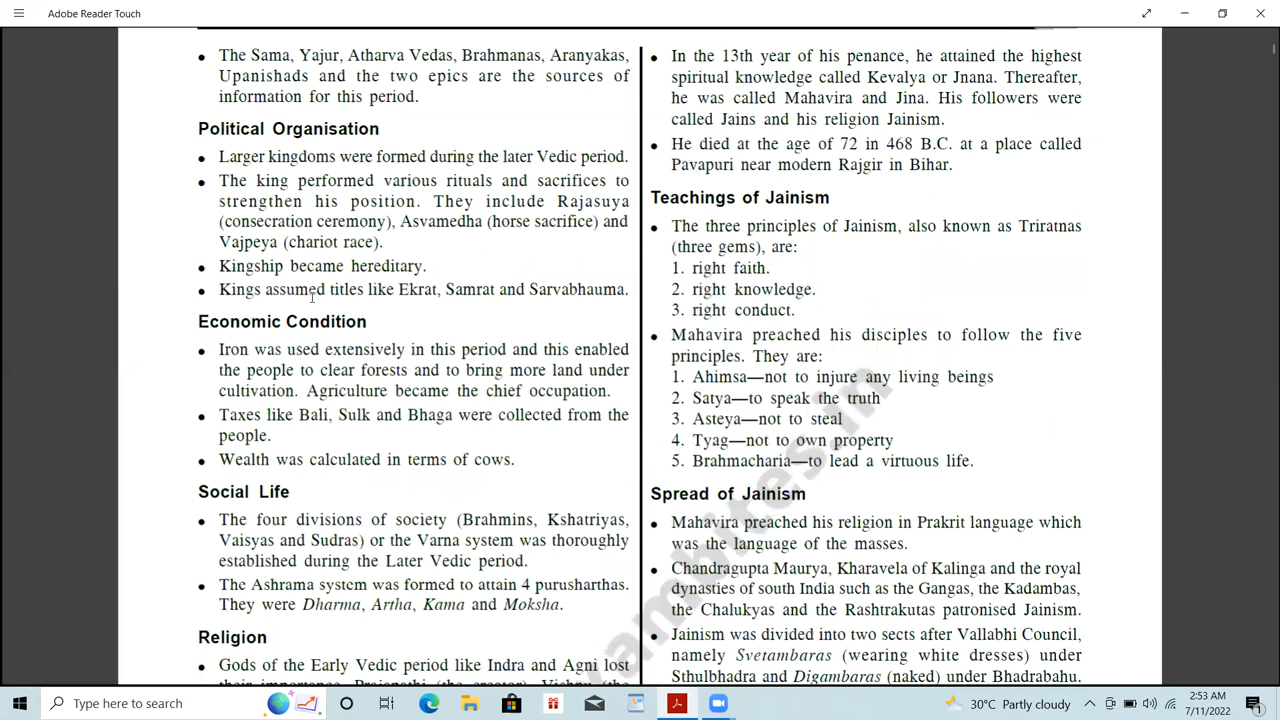 Adobe Reader Touch
• The Sama, Yajur, Atharva Vedas, Brahmanas, Aranyakas,
Upanishads and the two epics are the sources of
information for this period.
Political Organisation
• Larger kingdoms were formed during the later Vedic period.
• The king performed various rituals and sacrifices to
strengthen his position. They include Rajasuya
(consecration ceremony), Asvamedha (horse sacrifice) and
Vajpeya (chariot race).
• Kingship became hereditary.
• Kings assumed titles like Ekrat, Samrat and Sarvabhauma.
Economic Condition
• Iron was used extensively in this period and this enabled
the people to clear forests and to bring more land under
cultivation. Agriculture became the chief occupation.
• Taxes like Bali, Sulk and Bhaga were collected from the
people.
• Wealth was calculated in terms of cows.
Social Life
• The four divisions of society (Brahmins, Kshatriyas,
Vaisyas and Sudras) or the Varna system was thoroughly
established during the Later Vedic period.
• The Ashrama system was formed to attain 4 purusharthas.
They were Dharma, Artha, Kama and Moksha.
Religion
• Gods of the Early Vedic period like Indra and Agni lost
their importance. Prajapathi (the creator), Vishnu (the
• In the 13th year of his penance, he attained the highest
spiritual knowledge called Kevalya or Jnana. Thereafter,
he was called Mahavira and Jina. His followers were
called Jains and his religion Jainism.
• He died at the age of 72 in 468 B.C. at a place called
Pavapuri near modern Rajgir in Bihar.
Teachings of Jainism
• The three principles of Jainism, also known as Triratnas
(three gems), are:
1. right faith.
2. right knowledge.
3. right conduct.
• Mahavira preached his disciples to follow the five
principles. They are:
1. Ahimsa—not to injure any living beings
2. Satya—to speak the truth
3. Asteya—not to steal
4. Tyag—not to own property
5. Brahmacharia—to lead a virtuous life.
Spread of Jainism
• Mahavira preached his religion in Prakrit language which
was the language of the masses.
• Chandragupta Maurya, Kharavela of Kalinga and the royal
dynasties of south India such as the Gangas, the Kadambas,
the Chalukyas and the Rashtrakutas patronised Jainism.
• Jainism was divided into two sects after Vallabhi Council,
namely Svetambaras (wearing white dresses) under
Sthulbhadra and Digambaras (naked) under Bhadrabahu.
yambites.in
Type here to search
30°C Partly cloudy
2:53 AM
7/11/2022
1